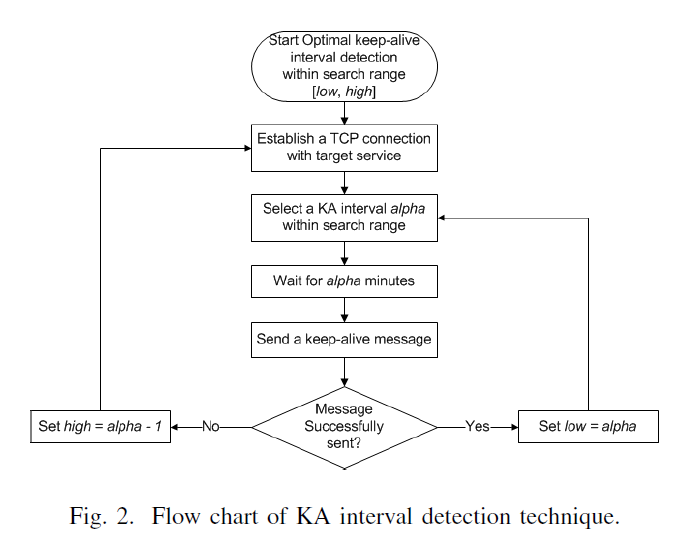 Start Optimal keep-alive
interval detection
within search range
[low, high]
Establish a TCP connection
with target service
Select a KA interval alpha
within search range
Wait for alpha minutes
Send a keep-alive message
Message
Successfully
sent?
No
Yes
Set high = alpha - 1
Set low = alpha
Fig. 2. Flow chart of KA interval detection technique.